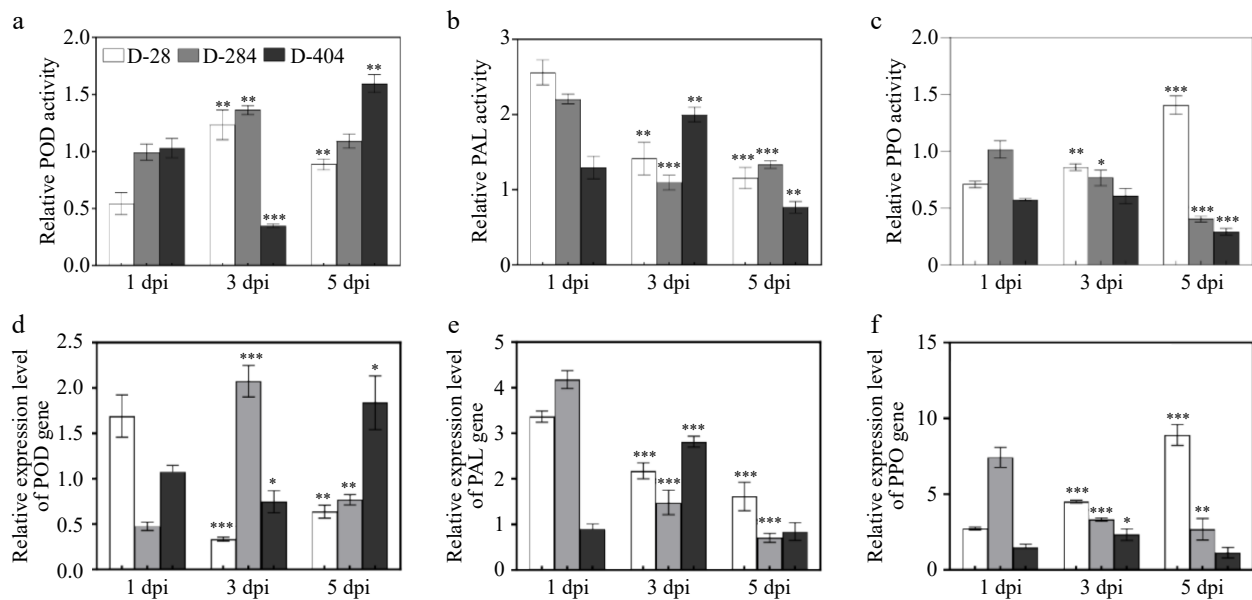 a
2.0
D-28 D-284 D-404
1.5
1.0
0.5
0.0
Relative POD activity
** ** ** ** ***
1 dpi 3 dpi 5 dpi
b
3
2
1
0
Relative PAL activity
** *** ** *** *** **
1 dpi 3 dpi 5 dpi
c
2.0
1.5
1.0
0.5
0
Relative PPO activity
** * *** *** ***
1 dpi 3 dpi 5 dpi
d
2.5
2.0
1.5
1.0
0.5
0.0
Relative expression level
of POD gene
*** *** * ** ** *
1 dpi 3 dpi 5 dpi
e
5
4
3
2
1
0
Relative expression level
of PAL gene
*** *** *** *** ***
1 dpi 3 dpi 5 dpi
f
15
10
5
0
Relative expression level
of PPO gene
*** *** * *** **
1 dpi 3 dpi 5 dpi